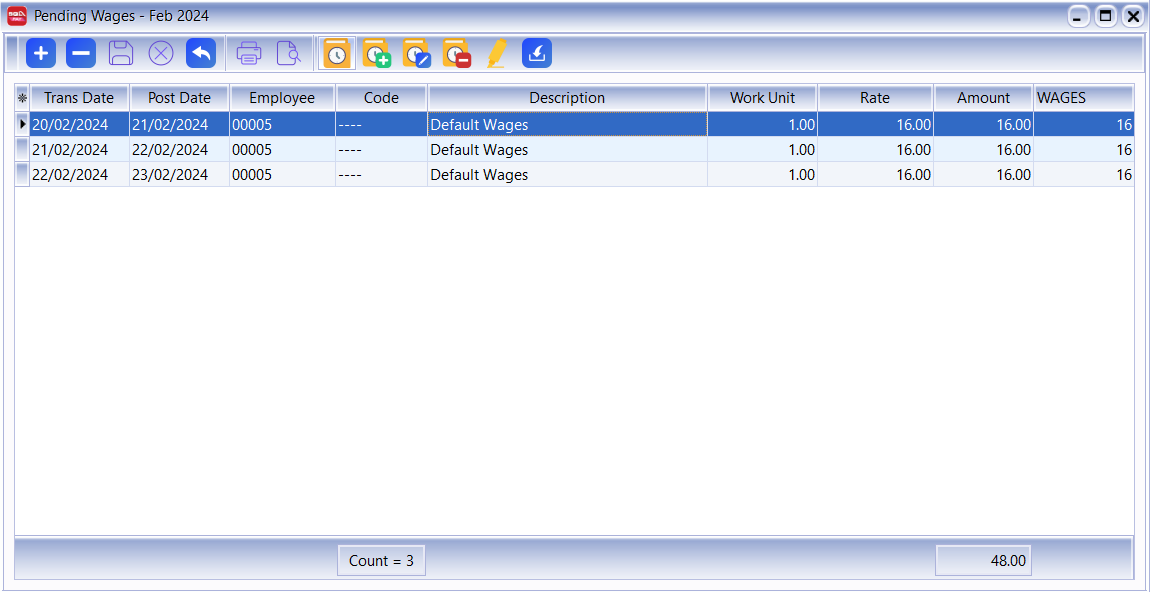 Pending Wages - Feb 2024
Trans Date Post Date Employee Code Description Work Unit Rate Amount WAGES
20/02/2024 21/02/2024 00005 ---- Default Wages 1.00 16.00 16.00 16
21/02/2024 22/02/2024 00005 ---- Default Wages 1.00 16.00 16.00 16
22/02/2024 23/02/2024 00005 ---- Default Wages 1.00 16.00 16.00 16
Count = 3 48.00